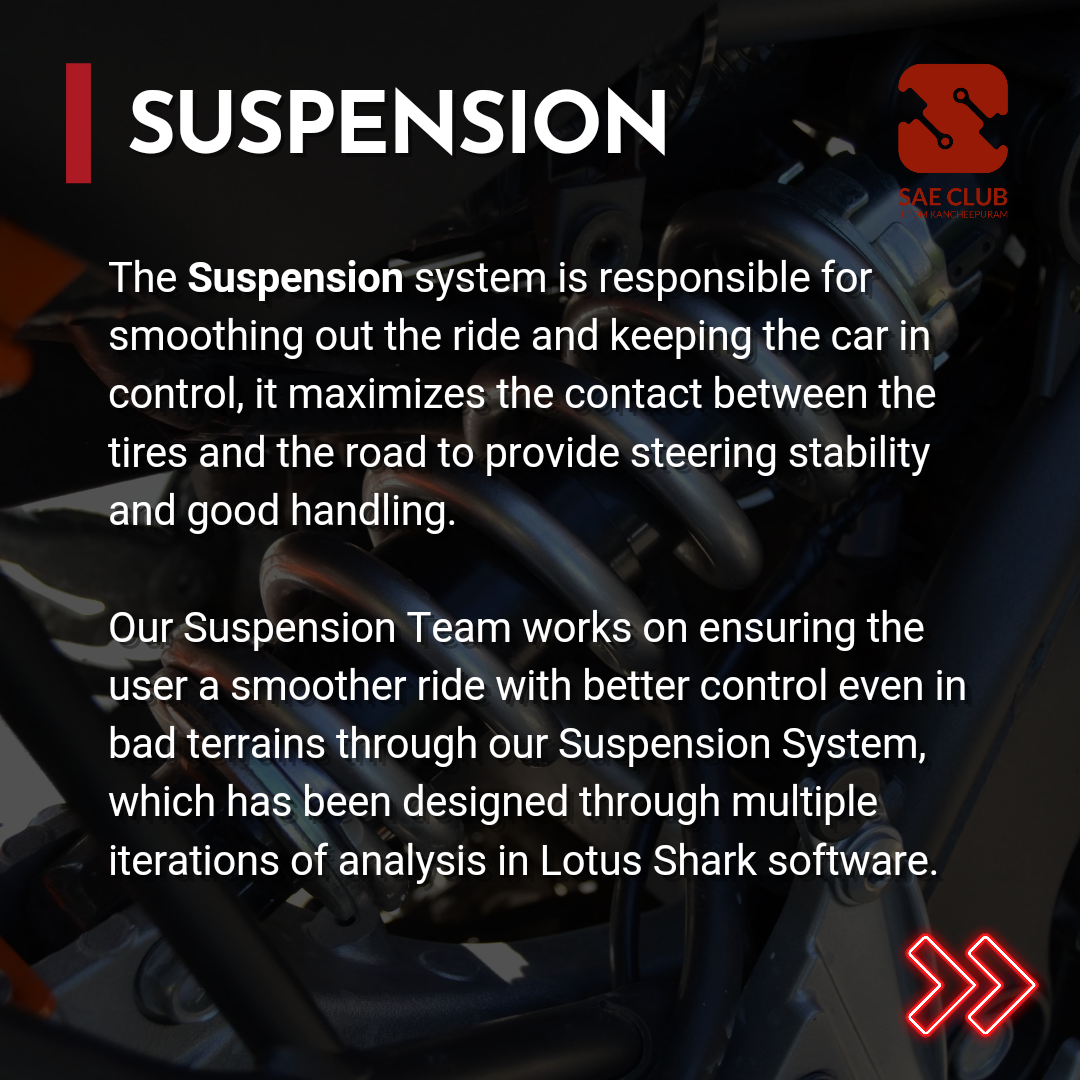 SUSPENSION
SAE CLUB
KANCHEEPURAM
The Suspension system is responsible for
smoothing out the ride and keeping the car in
control, it maximizes the contact between the
tires and the road to provide steering stability
and good handling.
Our Suspension Team works on ensuring the
user a smoother ride with better control even in
bad terrains through our Suspension System,
which has been designed through multiple
iterations of analysis in Lotus Shark software.